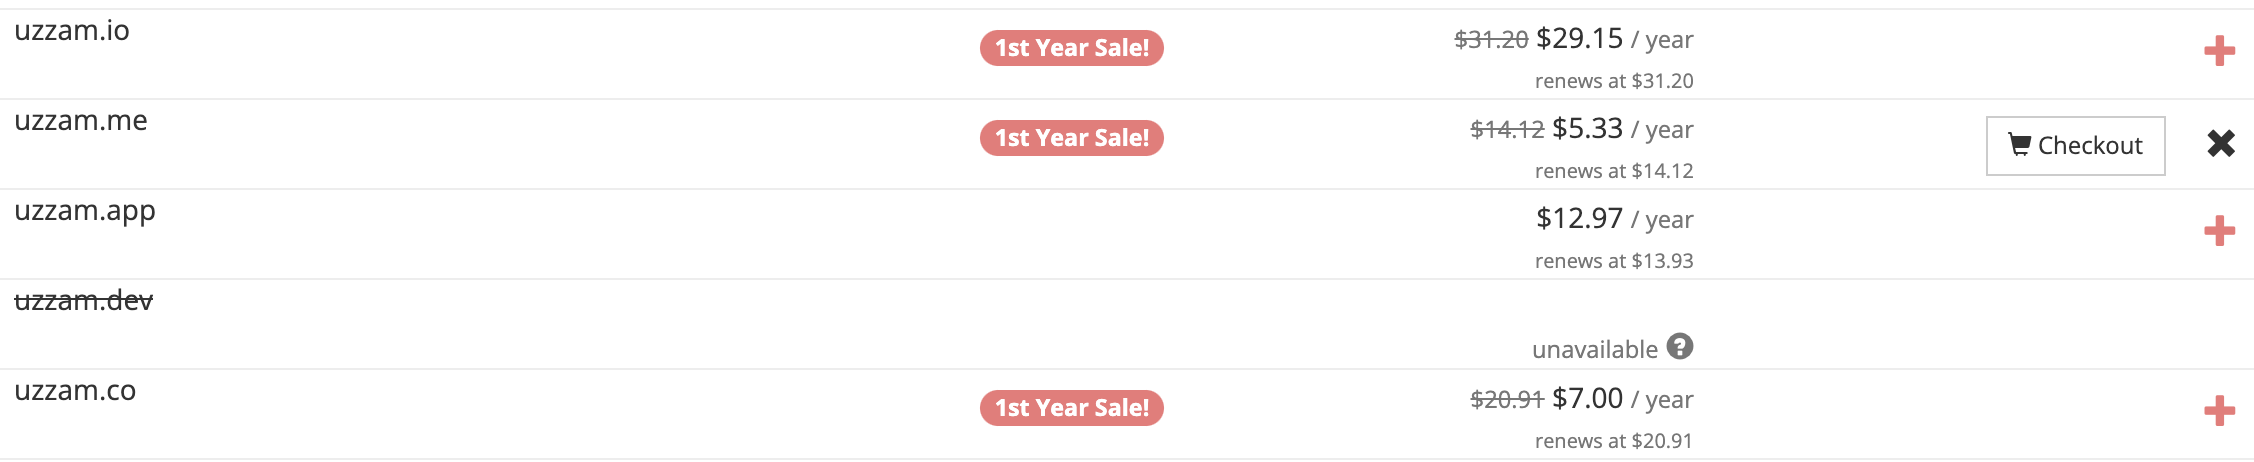 uzzam.io
1st Year Sale!
$31.20 $29.15 / year
renews at $31.20
uzzam.me
1st Year Sale!
$14.12 $5.33 / year
renews at $14.12
Checkout
uzzam.app
$12.97 / year
renews at $13.93
uzzam.dev
unavailable ?
uzzam.co
1st Year Sale!
$20.91 $7.00 / year
renews at $20.91